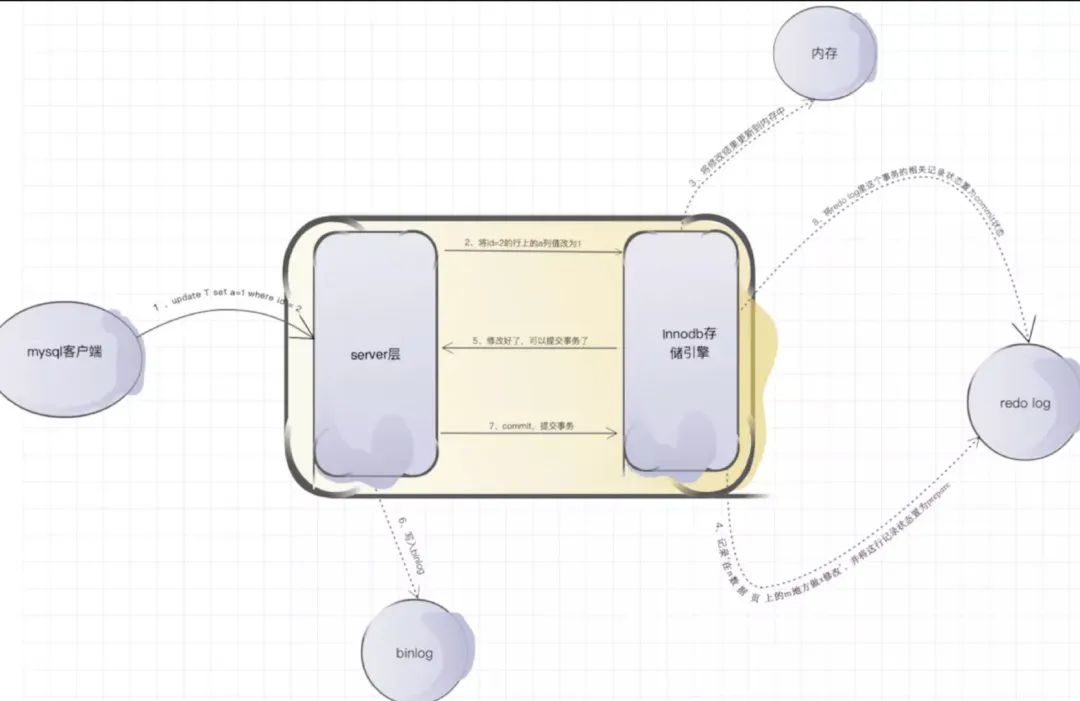 内存
3、将修改结果更新到内存中
8、将redo log里这个事务的相关记录状态置为commit状态
2、将id=2的行上的a列值改为1
1、update T set a=1 where id = 2
mysql客户端
server层
5、修改好了，可以提交事务了
Innodb存
储引擎
redo log
7、commit，提交事务
4、记录“在n数据页上的m地方做x修改”，并将这行记录状态置为prepare
6、写入binlog
binlog